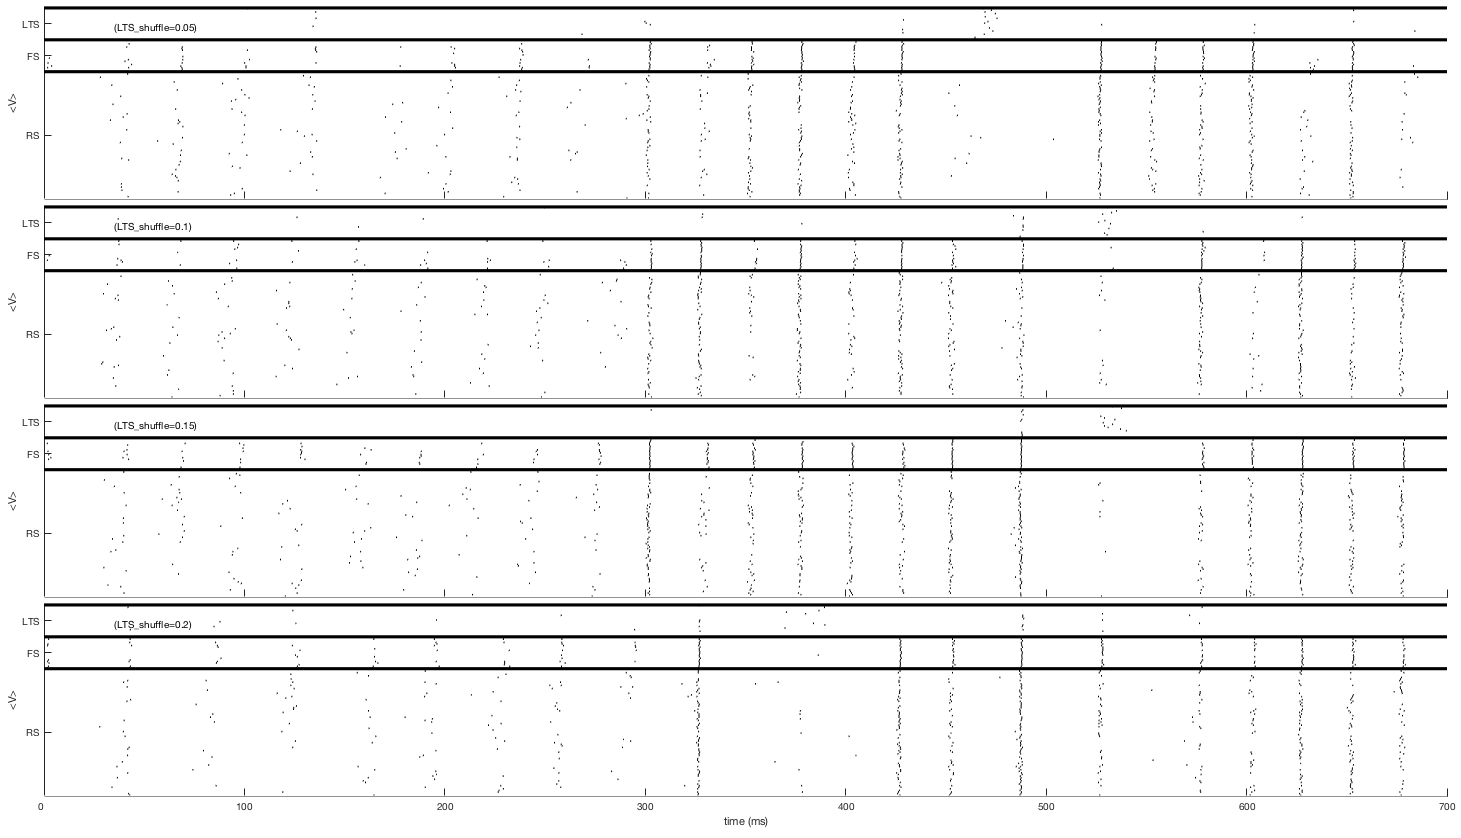 LTS
(LTS_shuffle=0.05)
FS
<V>
RS
LTS
(LTS_shuffle=0.1)
FS
<V>
RS
LTS
(LTS_shuffle=0.15)
FS
<V>
RS
LTS
(LTS_shuffle=0.2)
FS
<V>
RS
0 100 200 300 400 500 600 700
time (ms)